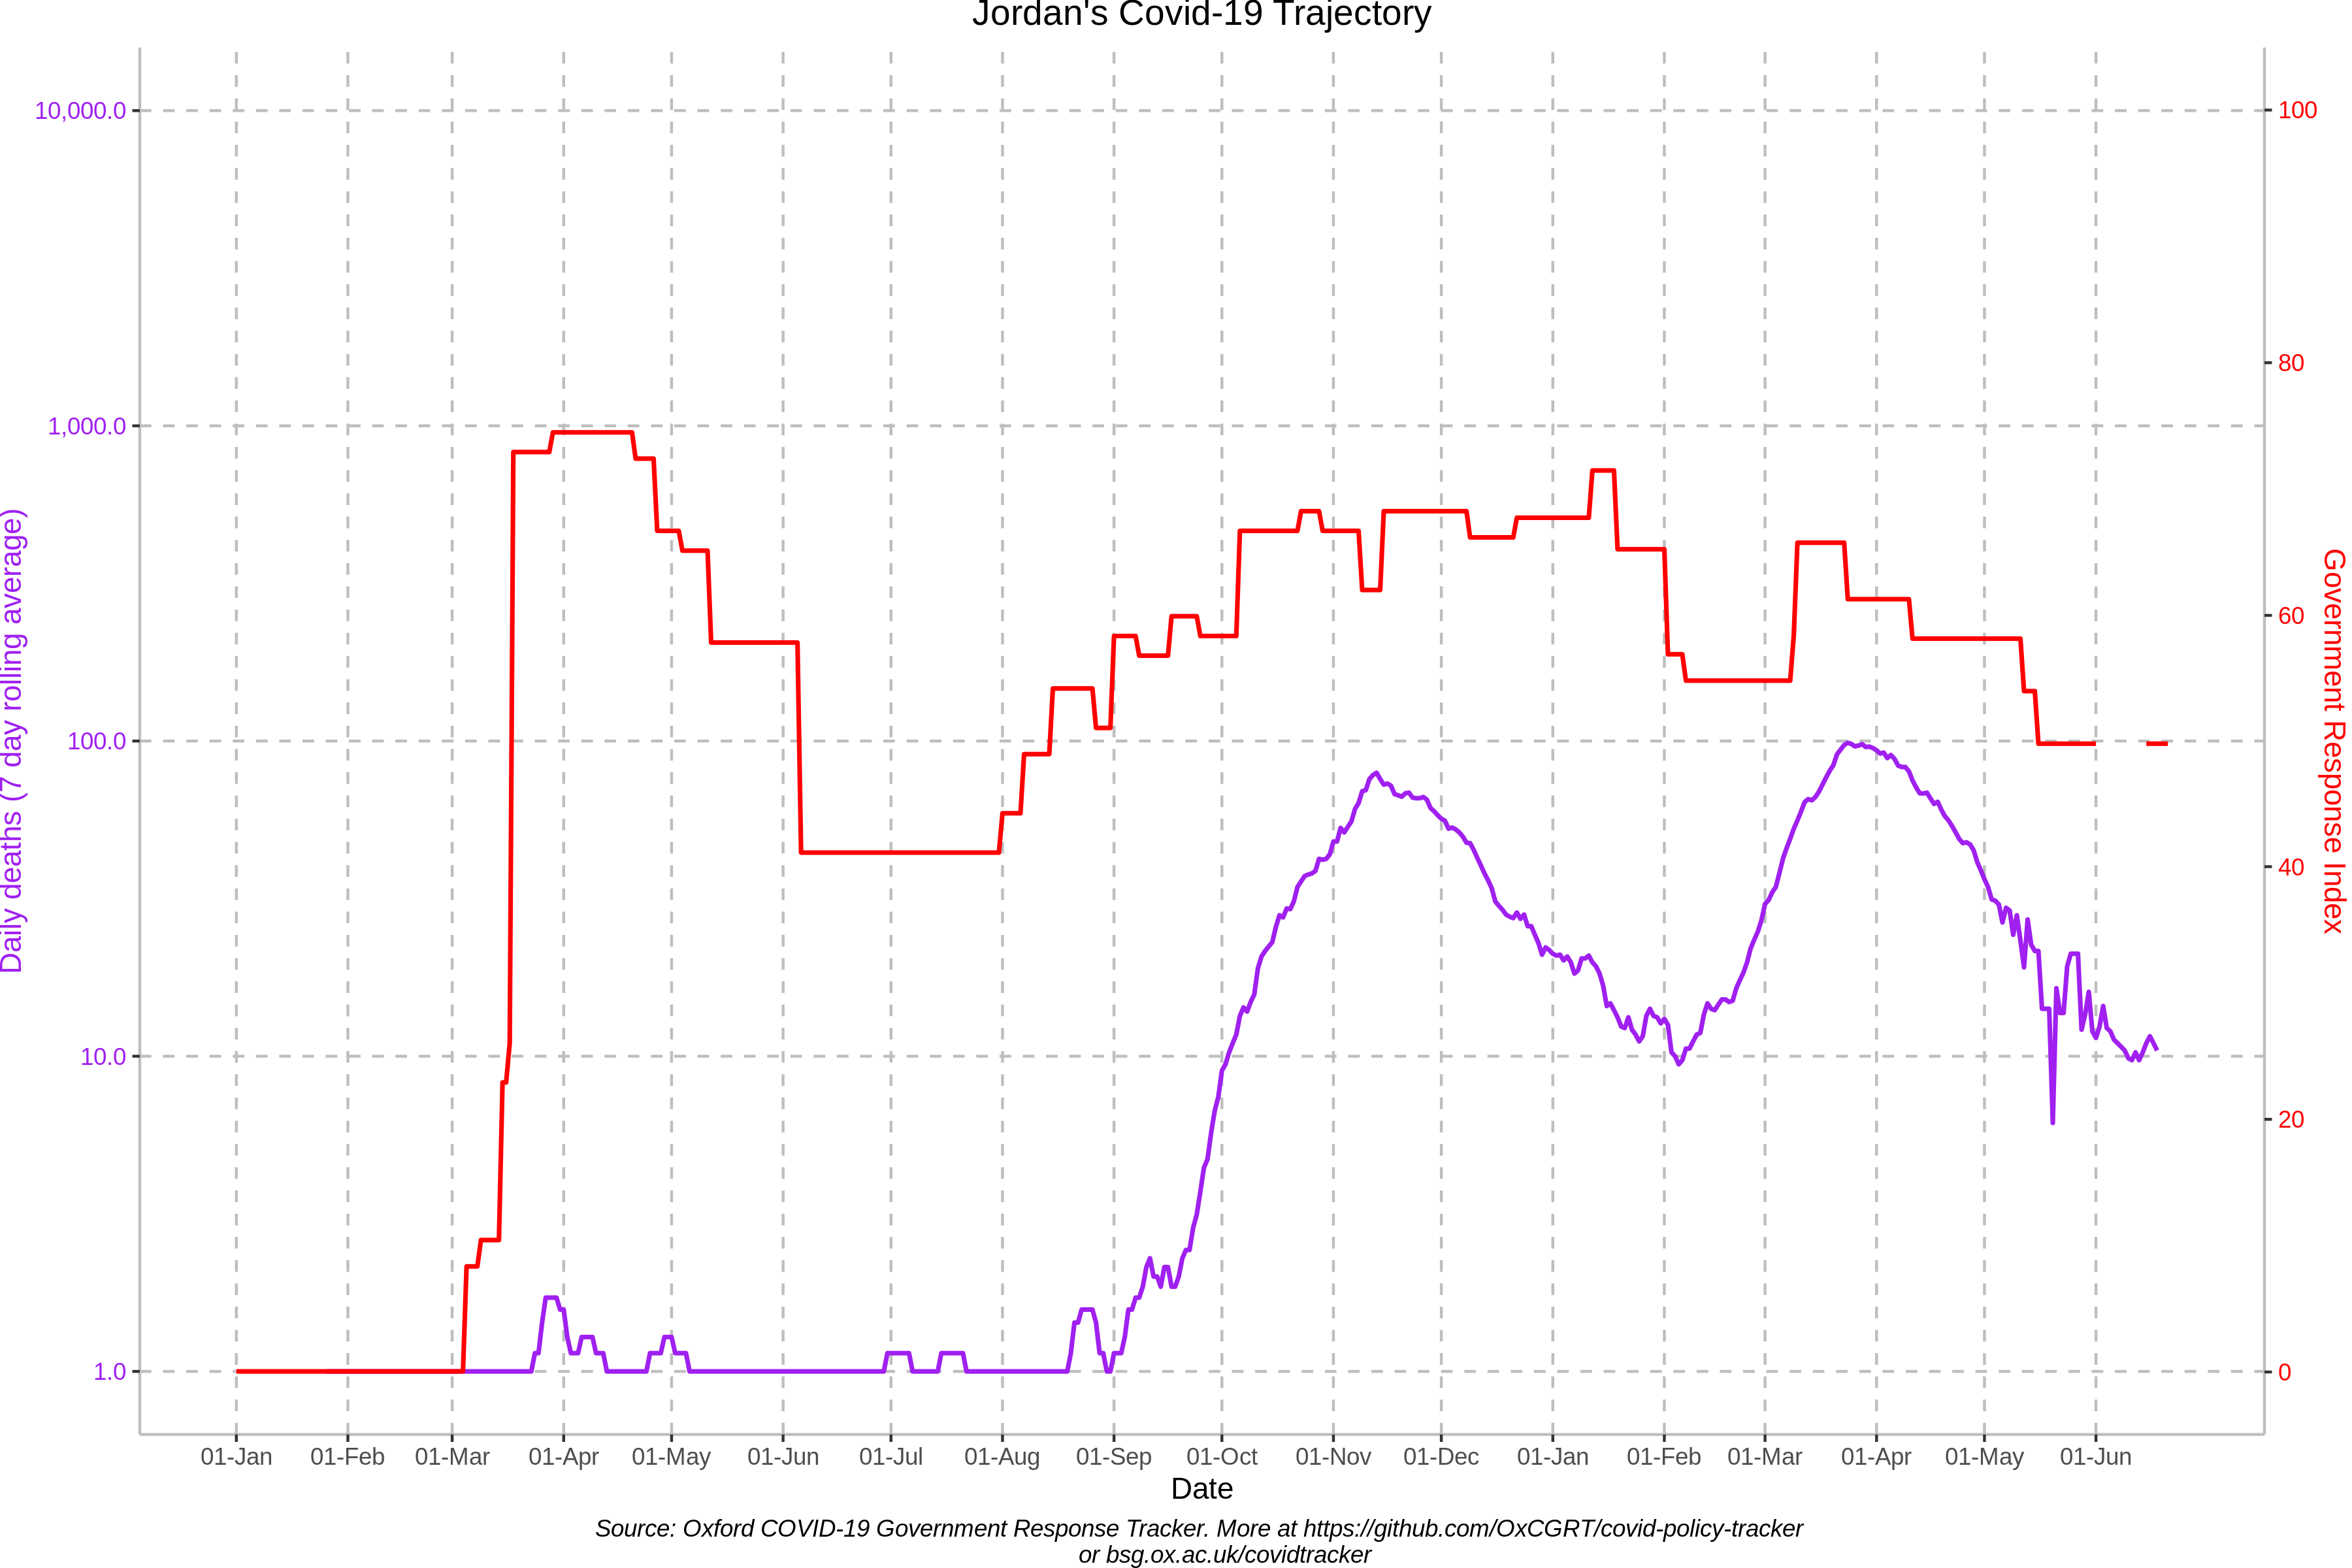 Jordan's Covid-19 Trajectory
10,000.0
1,000.0
100.0
10.0
1.0
Daily deaths (7 day rolling average)
100
80
60
40
20
0
Government Response Index
01-Jan 01-Feb 01-Mar 01-Apr 01-May 01-Jun 01-Jul 01-Aug 01-Sep 01-Oct 01-Nov 01-Dec 01-Jan 01-Feb 01-Mar 01-Apr 01-May 01-Jun
Date
Source: Oxford COVID-19 Government Response Tracker. More at https://github.com/OxCGRT/covid-policy-tracker
or bsg.ox.ac.uk/covidtracker